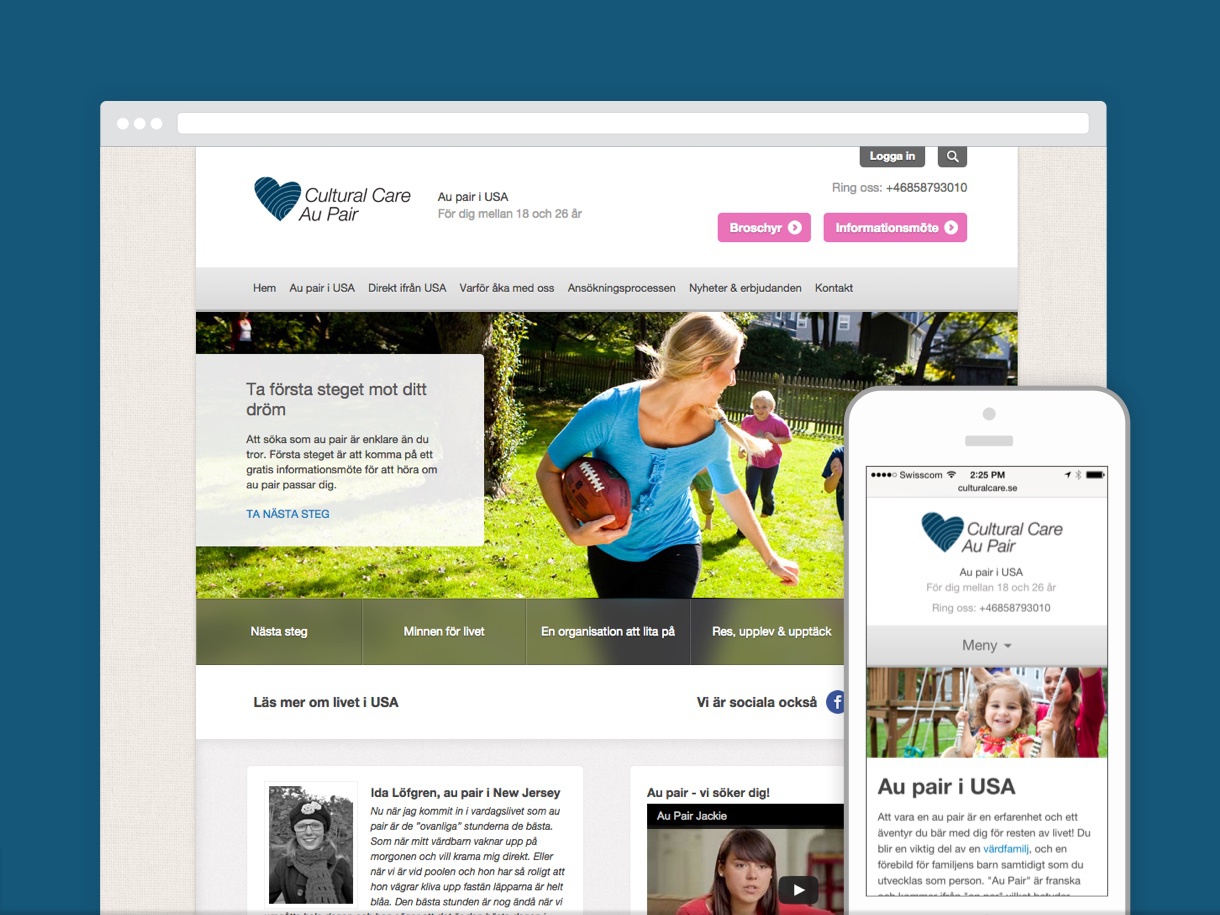 Logga in
Cultural Care
Au Pair
Au pair i USA
För dig mellan 18 och 26 år
Ring oss: +46858793010
Broschyr
Informationsmöte
Hem Au pair i USA Direkt ifrån USA Varför åka med oss Ansökningsprocessen Nyheter & erbjudanden Kontakt
Ta första steget mot ditt
dröm
Att söka som au pair är enklare än du
tror. Första steget är att komma på ett
gratis informationsmöte för att höra om
au pair passar dig.
TA NÄSTA STEG
Nästa steg
Minnen för livet
En organisation att lita på
Res, upplev & upptäck
Läs mer om livet i USA
Vi är sociala också
f
Ida Löfgren, au pair i New Jersey
Nu när jag kommit in i vardagslivet som au
pair är de "ovanliga" stunderna de bästa.
Som när mitt vårdbarn vaknar upp på
morgonen och vill krama mig direkt. Eller
när vi är vid poolen och hon har så roligt att
hon vägrar kliva upp fastän läpparna är helt
blåa. Den bästa stunden är nog ändå när vi
Au pair - vi söker dig!
Au Pair Jackie
Swisscom 2:25 PM
culturalcare.se
Cultural Care
Au Pair
Au pair i USA
För dig mellan 18 och 26 år
Ring oss: +46858793010
Meny
Au pair i USA
Att vara en au pair är en erfarenhet och ett
äventyr du bär med dig för resten av livet! Du
blir en viktig del av en värdfamilj, och en
förebild för familjens barn samtidigt som du
utvecklas som person. "Au Pair" är franska